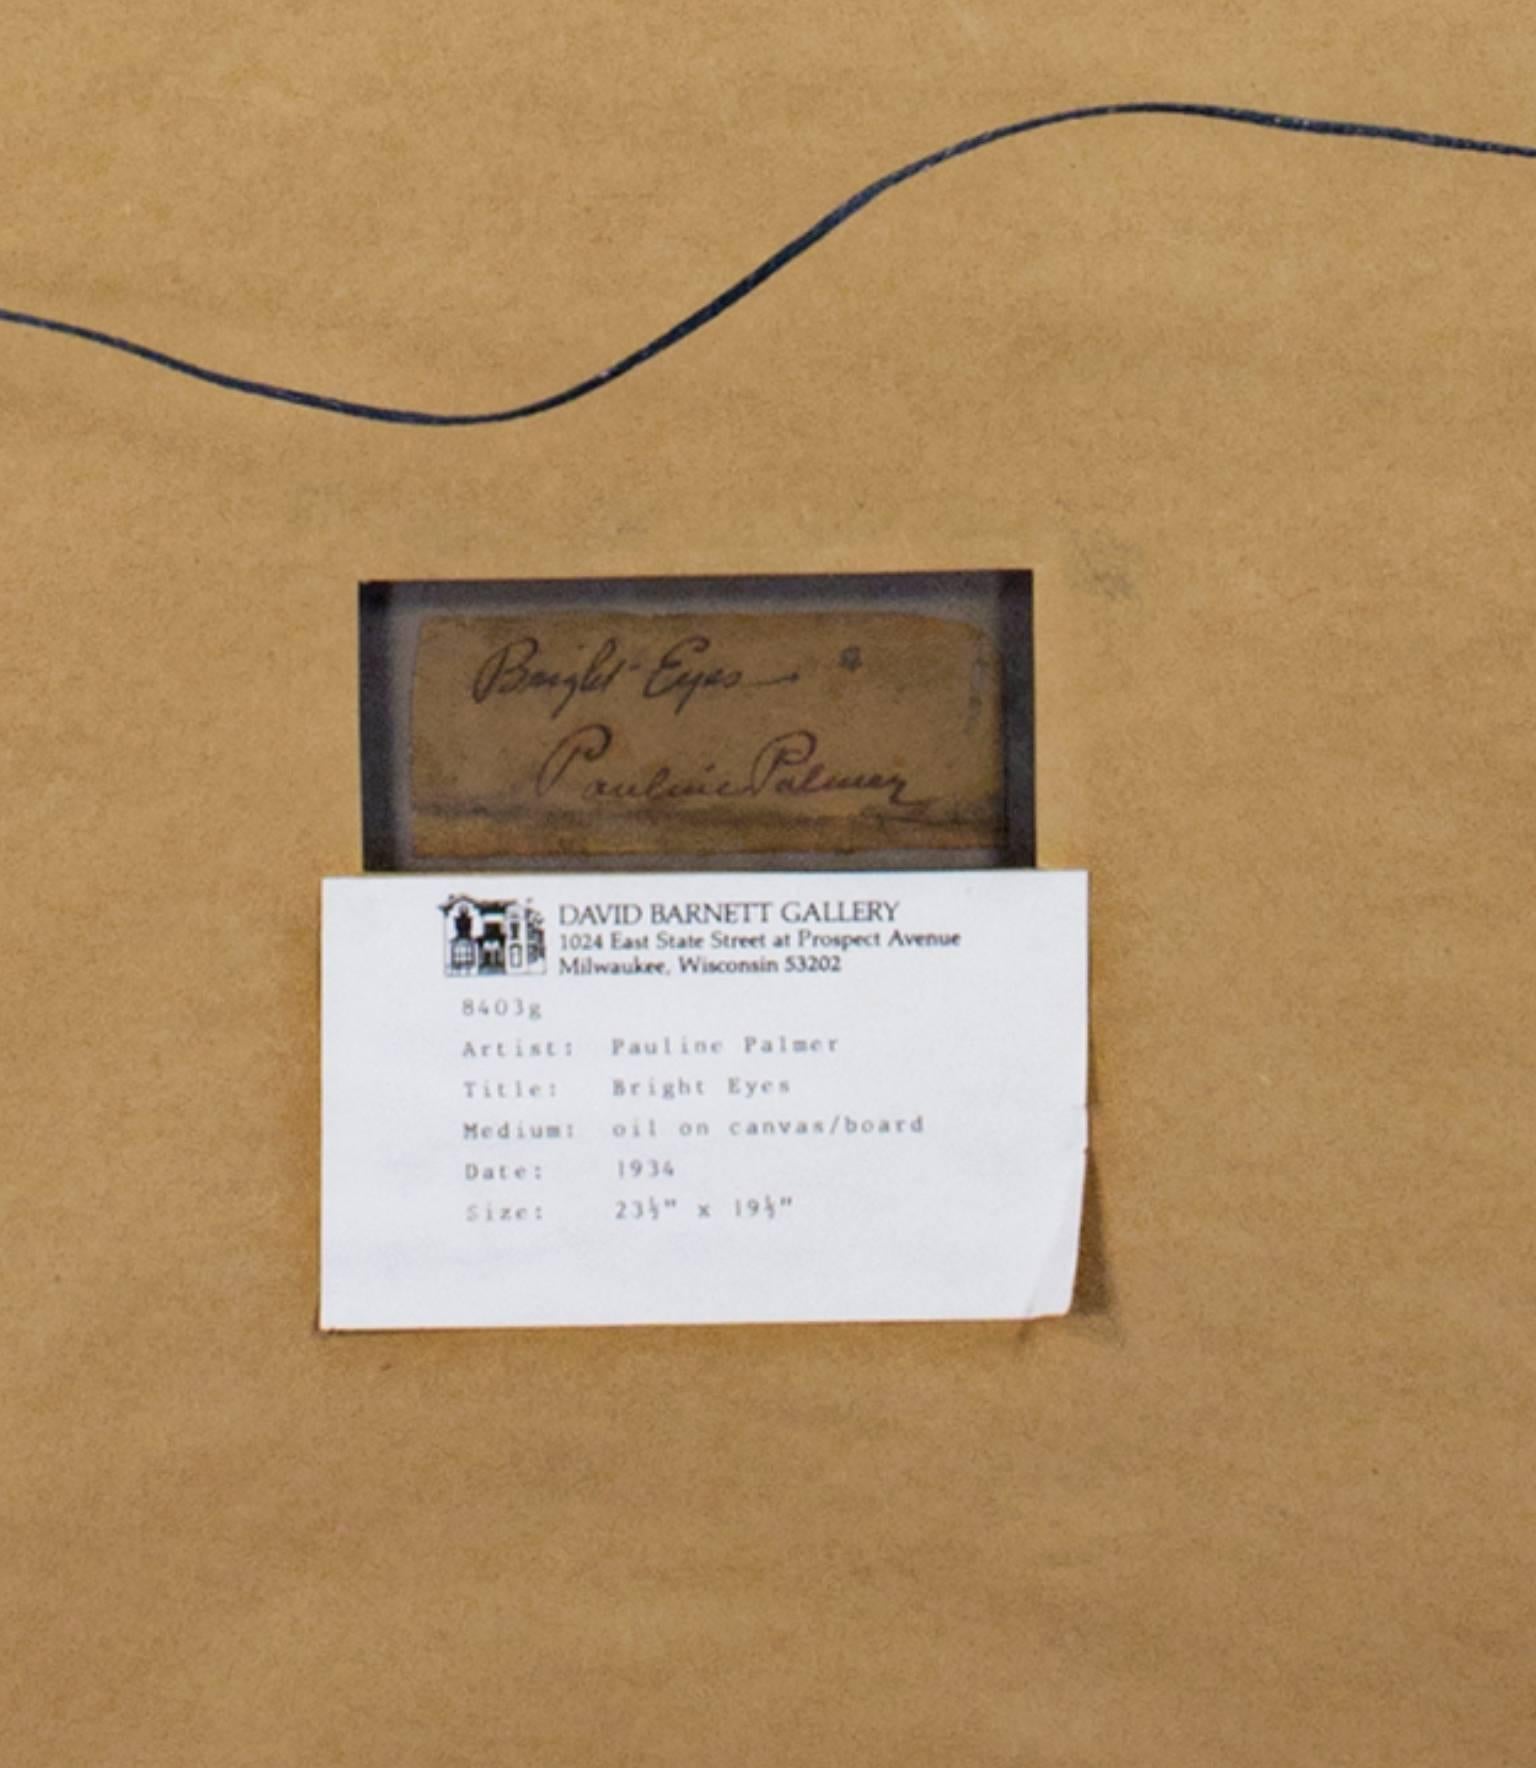 Bright Eyes
Pauline Palmer
DAVID BARNETT GALLERY
1024 East State Street at Prospect Avenue
Milwaukee, Wisconsin 53202
8403g
Artist: Pauline Palmer
Title: Bright Eyes
Medium: oil on canvas/board
Date: 1934
Size: 23½" x 19½"